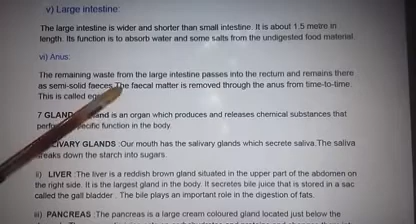 v) Large intestine:
The large intestine is wider and shorter than small intestine. It is about 1.5 metre in
length. Its function is to absorb water and some salts from the undigested food material.
vi) Anus:
The remaining waste from the large intestine passes into the rectum and remains there
as semi-solid faeces.The faecal matter is removed through the anus from time-to-time.
This is called
7 GLAND is an organ which produces and releases chemical substances that
function in the body.
GLANDS :Our mouth has the salivary glands which secrete saliva.The saliva
down the starch into sugars.
ii) LIVER :The liver is a reddish brown gland situated in the upper part of the abdomen on
the right side. It is the largest gland in the body. It secretes bile juice that is stored in a sac
called the gall bladder . The bile plays an important role in the digestion of fats.
iii) PANCREAS :The pancreas is a large cream coloured gland located just below the